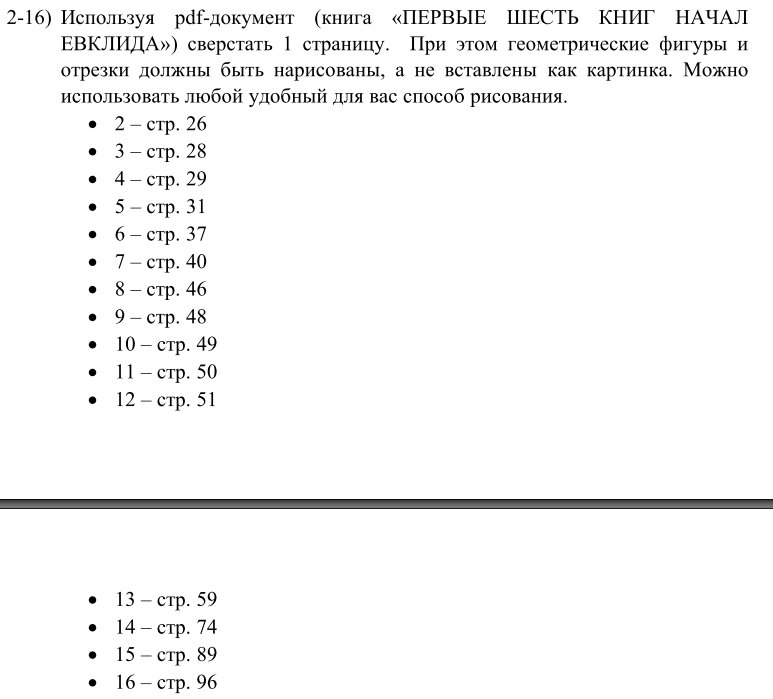 2-16) Используя pdf-документ (книга «ПЕРВЫЕ ШЕСТЬ КНИГ НАЧАЛ
ЕВКЛИДА») сверстать 1 страницу. При этом геометрические фигуры и
отрезки должны быть нарисованы, а не вставлены как картинка. Можно
использовать любой удобный для вас способ рисования.
• 2 – стр. 26
• 3 – стр. 28
• 4 – стр. 29
• 5 – стр. 31
• 6 – стр. 37
• 7 – стр. 40
• 8 – стр. 46
• 9 – стр. 48
• 10 – стр. 49
• 11 – стр. 50
• 12 – стр. 51
• 13 – стр. 59
• 14 – стр. 74
• 15 – стр. 89
• 16 – стр. 96